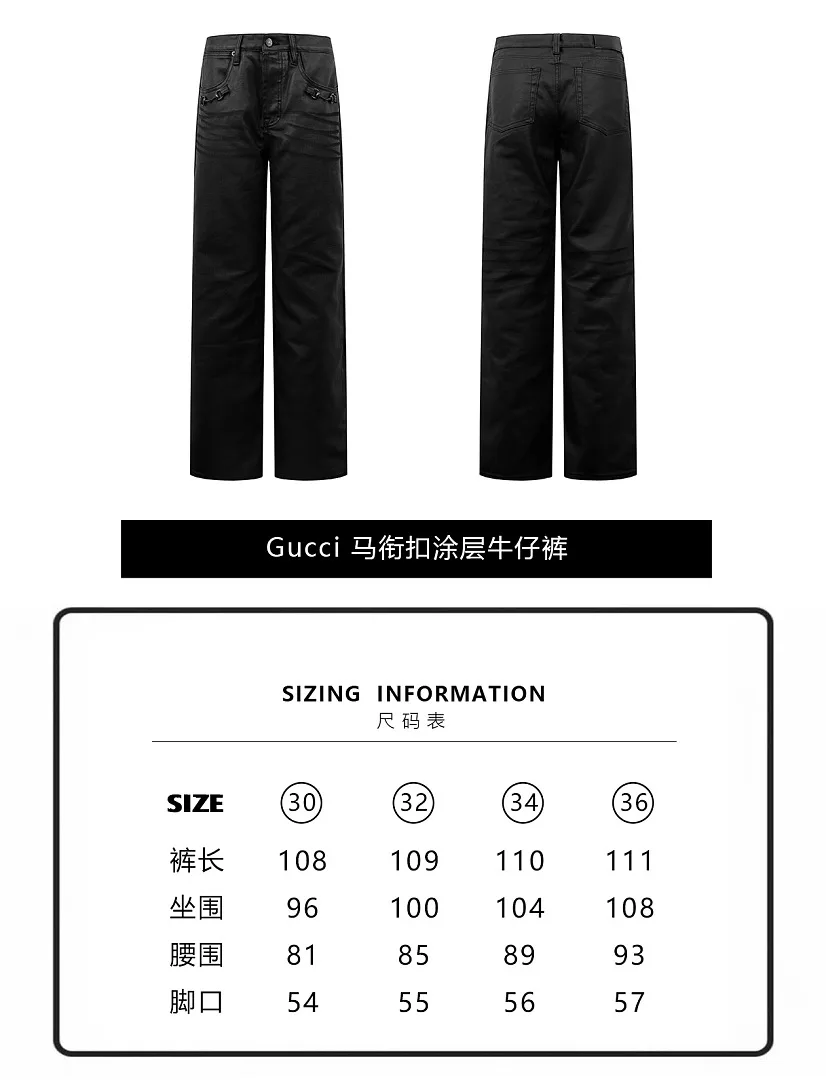 Gucci 马衔扣涂层牛仔裤
SIZING INFORMATION
尺码表
SIZE 30 32 34 36
裤长 108 109 110 111
坐围 96 100 104 108
腰围 81 85 89 93
脚口 54 55 56 57